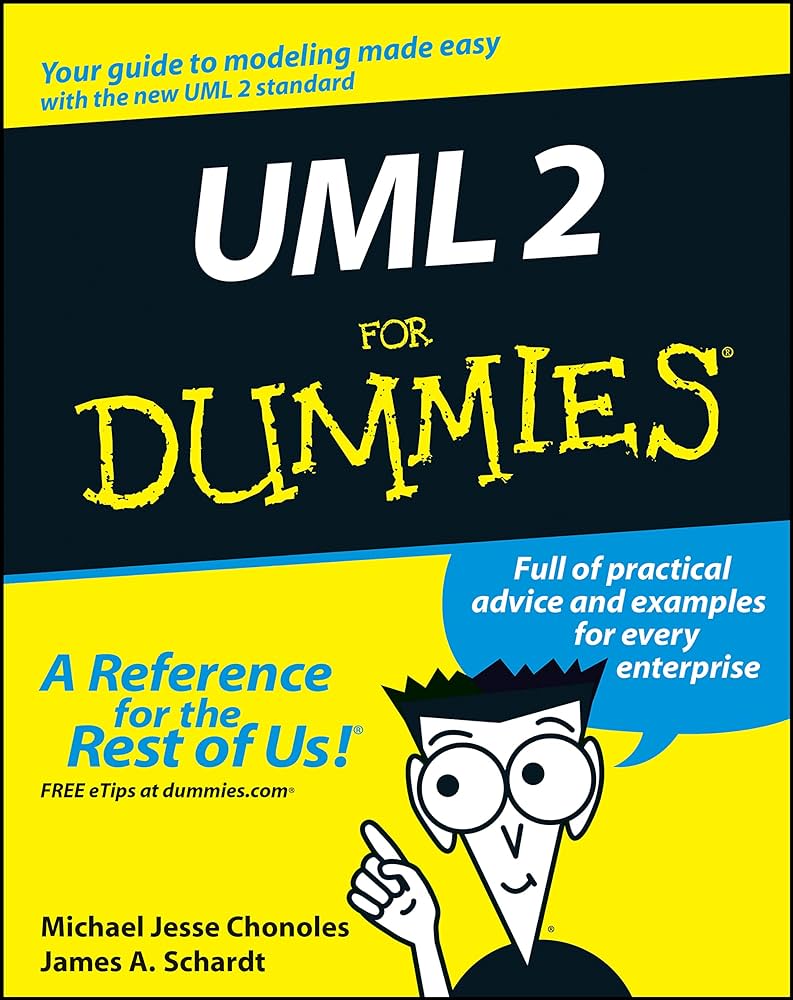 Your guide to modeling made easy
with the new UML 2 standard
UML 2
FOR
DUMMIES®
Full of practical
advice and examples
for every
enterprise
A Reference
for the
Rest of Us!®
FREE eTips at dummies.com®
Michael Jesse Chonoles
James A. Schardt
®